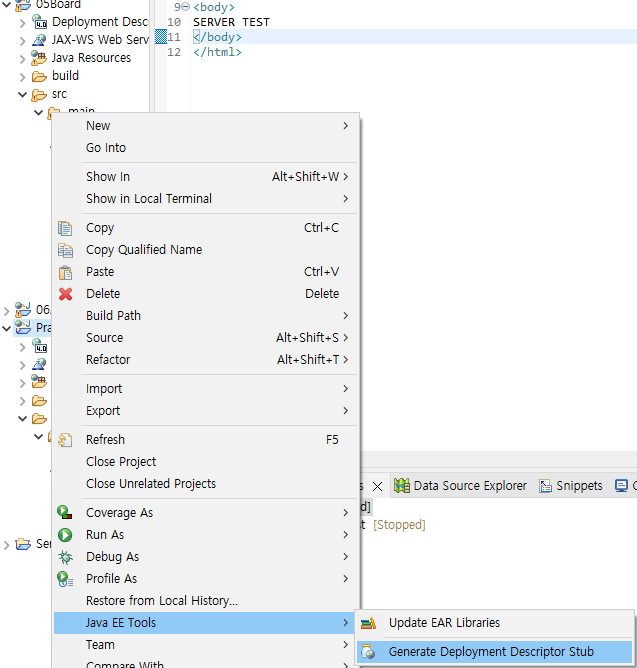 05Board
Deployment Desc
JAX-WS Web Serv
Java Resources
build
src
main
9 <body>
10 SERVER TEST
11 </body>
12 </html>
New
Go Into
Show In Alt+Shift+W
Show in Local Terminal
Copy Ctrl+C
Copy Qualified Name
Paste Ctrl+V
Delete Delete
Build Path
Source Alt+Shift+S
Refactor Alt+Shift+T
Import
Export
Refresh F5
Close Project
Close Unrelated Projects
Coverage As
Run As
Debug As
Profile As
Restore from Local History...
Java EE Tools
Team
Compare With
Update EAR Libraries
Generate Deployment Descriptor Stub
06
Pra
Ser
Data Source Explorer
Snippets
[Stopped]